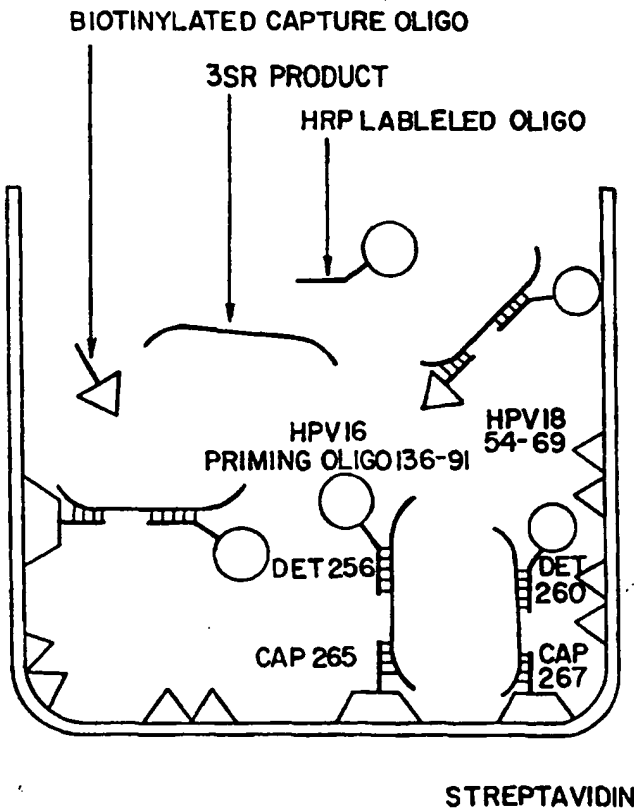 BIOTINYLATED CAPTURE OLIGO
3SR PRODUCT
HRP LABLELED OLIGO
HPV16
PRIMING OLIGO 136-91
HPV18
54-69
DET 256
DET
260
CAP 265
CAP
267
STREPTAVIDIN